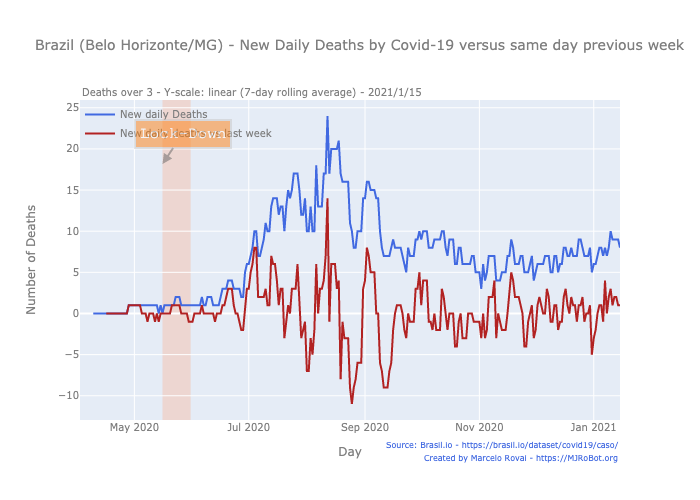 Brazil (Belo Horizonte/MG) - New Daily Deaths by Covid-19 versus same day previous week
Deaths over 3 - Y-scale: linear (7-day rolling average) - 2021/1/15
New daily Deaths
New daily deaths vs last week
Lock-Down
Number of Deaths
25
20
15
10
5
0
−5
−10
May 2020
Jul 2020
Sep 2020
Nov 2020
Jan 2021
Day
Source: Brasil.io - https://brasil.io/dataset/covid19/caso/
Created by Marcelo Rovai - https://MJRoBot.org